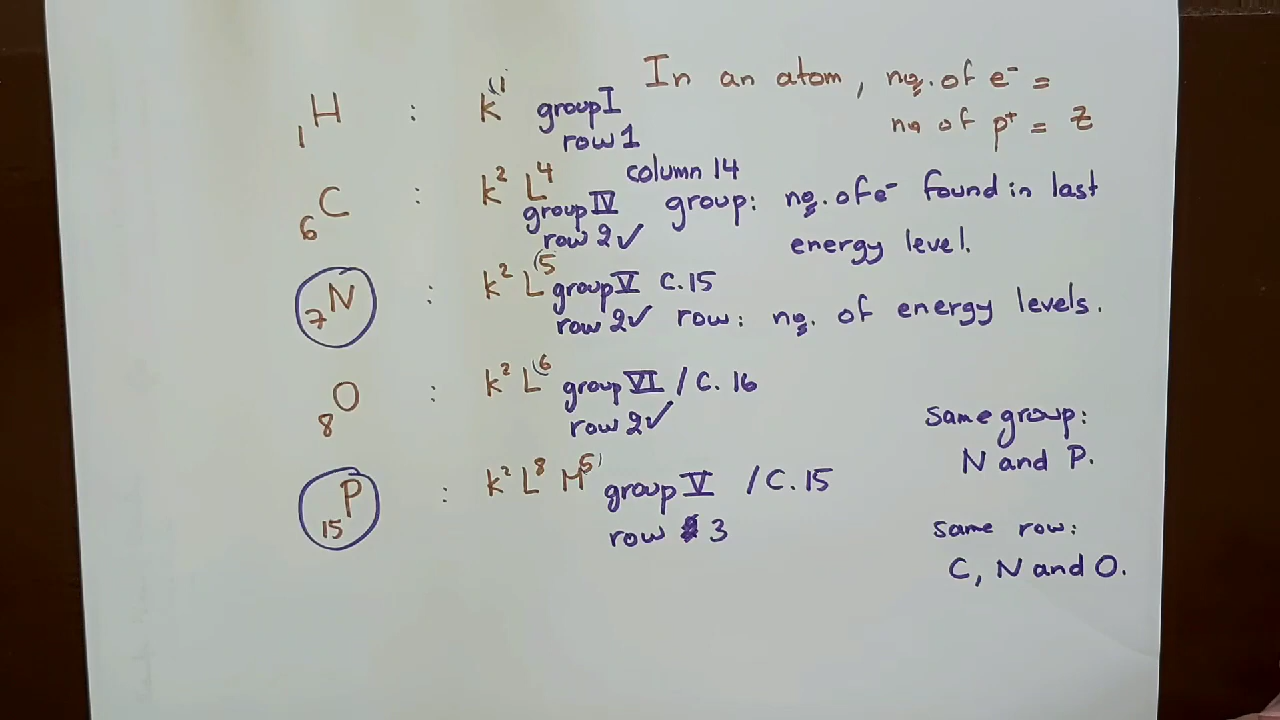 In an atom, nọ. of e⁻ =
₁H : K¹ group I
row 1
no of p⁺ = Z
column 14
₆C : K² L⁴
group IV
row 2✓
group: nọ. of e⁻ found in last
energy level.
₇N : K² L⁵ group V C.15
row 2✓
row: nọ. of energy levels.
₈O : K² L⁶ group VI / C. 16
row 2✓
same group:
N and P.
₁₅P : K² L⁸ M⁵ group V / C.15
row 3
same row:
C, N and O.